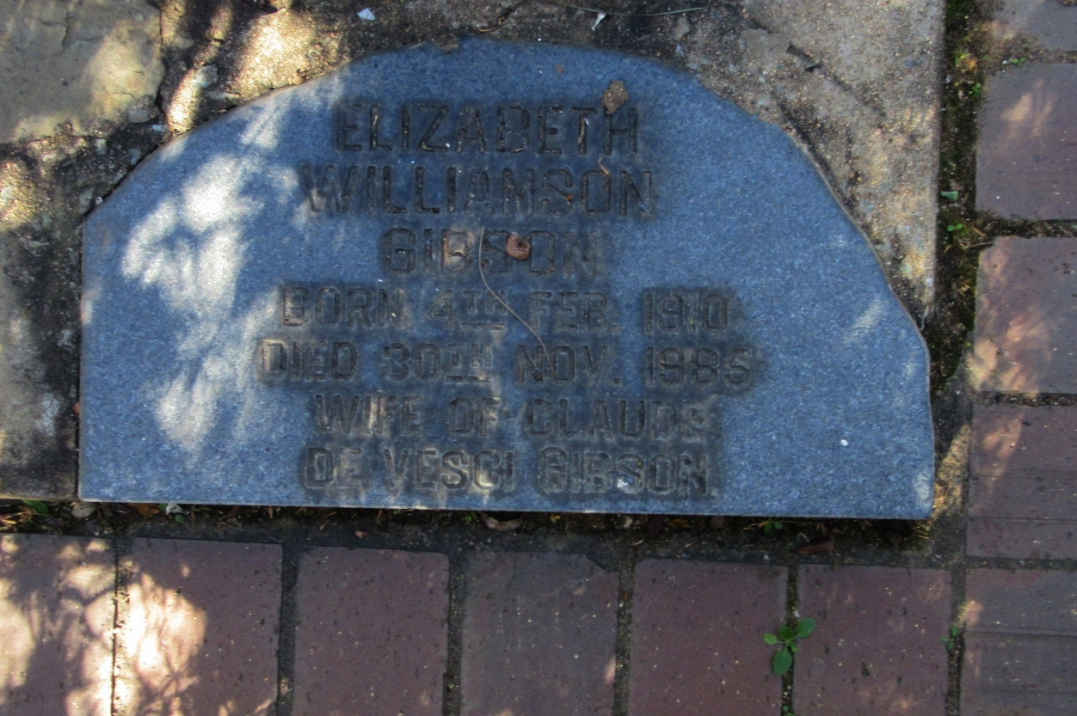 ELIZABETH
WILLIAMSON
GIBSON
BORN 4TH FEB. 1910
DIED 30TH NOV. 1985
WIFE OF CLAUDE
DE VESCI GIBSON